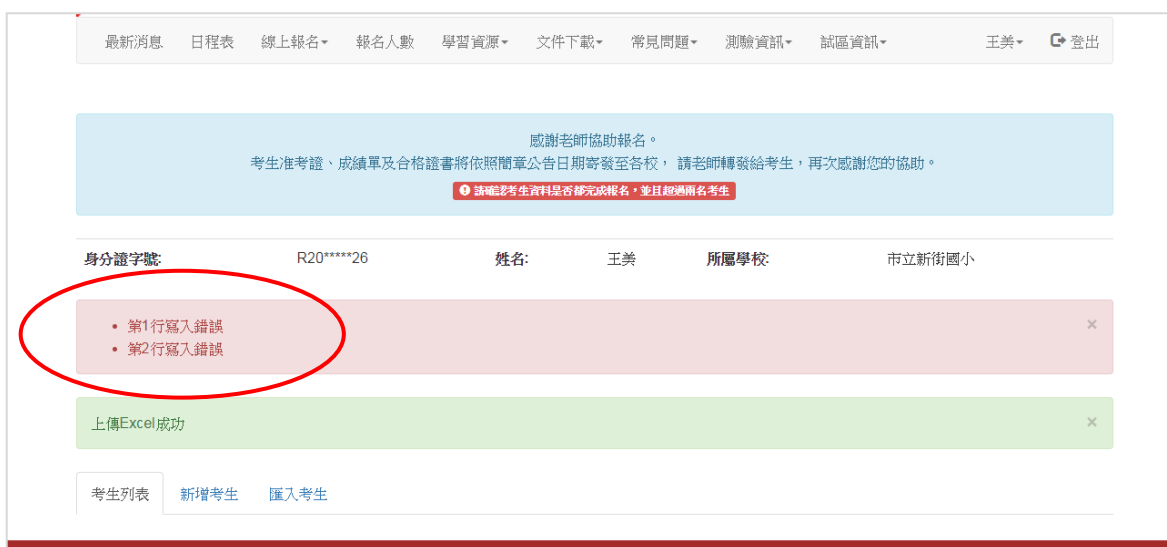 最新消息 日程表 線上報名 報名人數 學習資源 文件下載 常見問題 測驗資訊 試區資訊 王美 登出
感謝老師協助報名。
考生准考證、成績單及合格證書將依照簡章公告日期寄發至各校， 請老師轉發給考生，再次感謝您的協助。
請確認考生資料是否都完成報名，並且超過兩名考生
身分證字號: R20*****26 姓名: 王美 所屬學校: 市立新街國小
• 第1行寫入錯誤 ×
• 第2行寫入錯誤
上傳Excel成功 ×
考生列表 新增考生 匯入考生